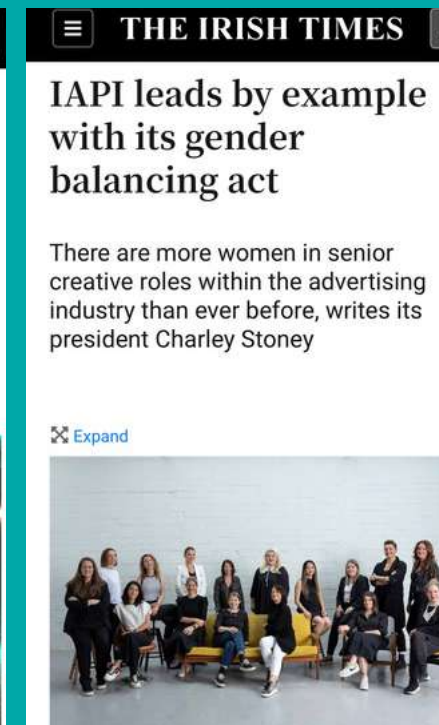 THE IRISH TIMES
IAPI leads by example
with its gender
balancing act
There are more women in senior
creative roles within the advertising
industry than ever before, writes its
president Charley Stoney
Expand